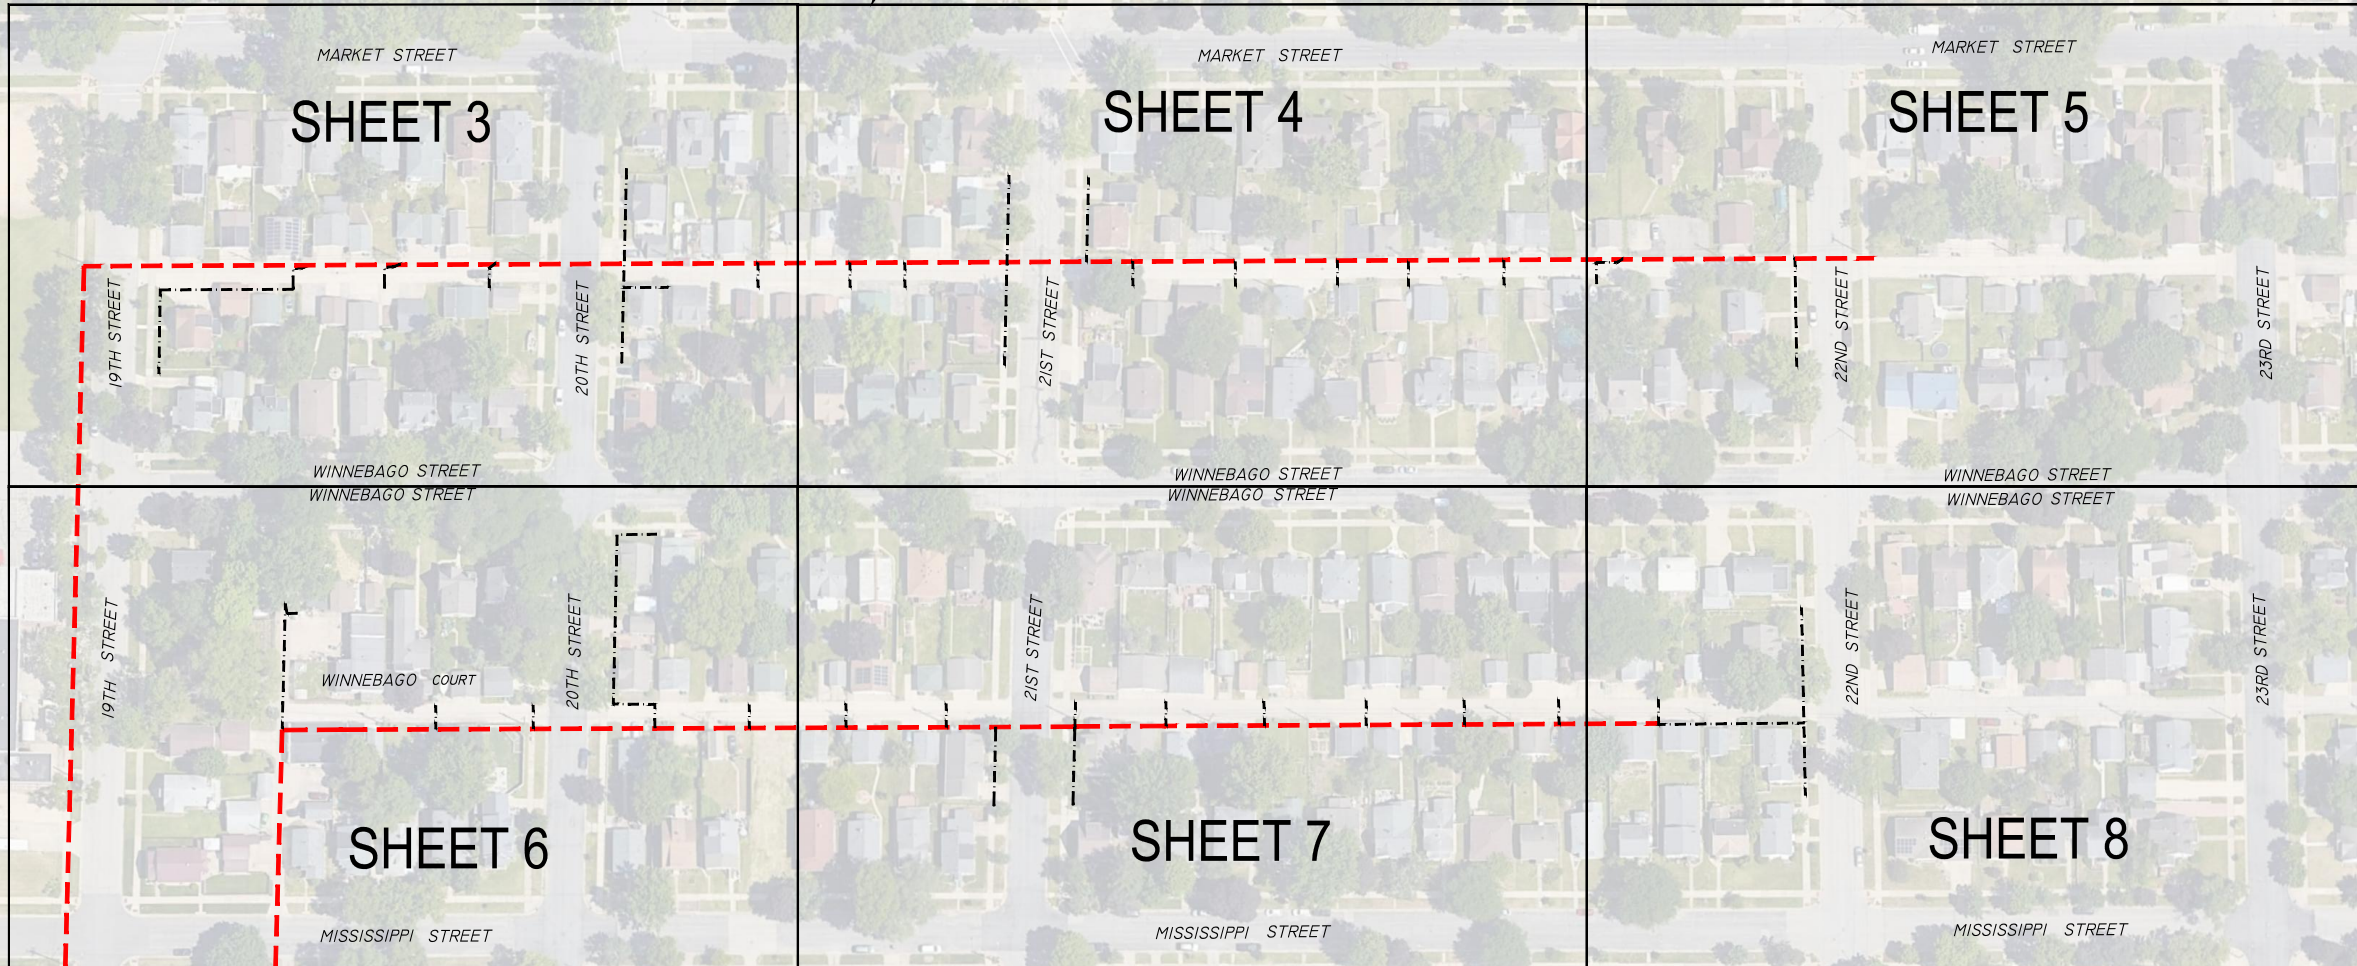 MARKET STREET
MARKET STREET
MARKET STREET
SHEET 3
SHEET 4
SHEET 5
19TH STREET
20TH STREET
21ST STREET
22ND STREET
23RD STREET
WINNEBAGO STREET
WINNEBAGO STREET
WINNEBAGO STREET
WINNEBAGO STREET
WINNEBAGO STREET
WINNEBAGO STREET
19TH STREET
20TH STREET
21ST STREET
22ND STREET
23RD STREET
WINNEBAGO COURT
SHEET 6
SHEET 7
SHEET 8
MISSISSIPPI STREET
MISSISSIPPI STREET
MISSISSIPPI STREET